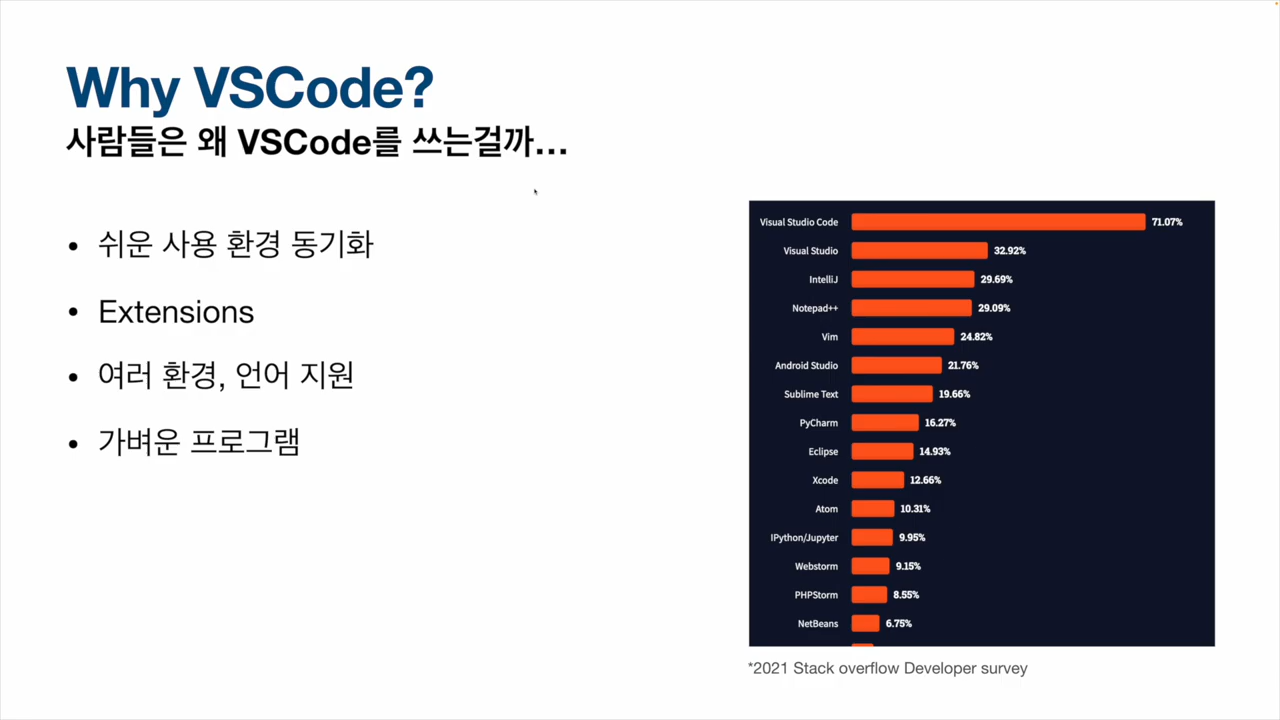 Why VSCode?
사람들은 왜 VSCode를 쓰는걸까...
• 쉬운 사용 환경 동기화
• Extensions
• 여러 환경, 언어 지원
• 가벼운 프로그램
Visual Studio Code 71.07%
Visual Studio 32.92%
IntelliJ 29.69%
Notepad++ 29.09%
Vim 24.82%
Android Studio 21.76%
Sublime Text 19.66%
PyCharm 16.27%
Eclipse 14.93%
Xcode 12.66%
Atom 10.31%
IPython/Jupyter 9.95%
Webstorm 9.15%
PHPStorm 8.55%
NetBeans 6.75%
*2021 Stack overflow Developer survey